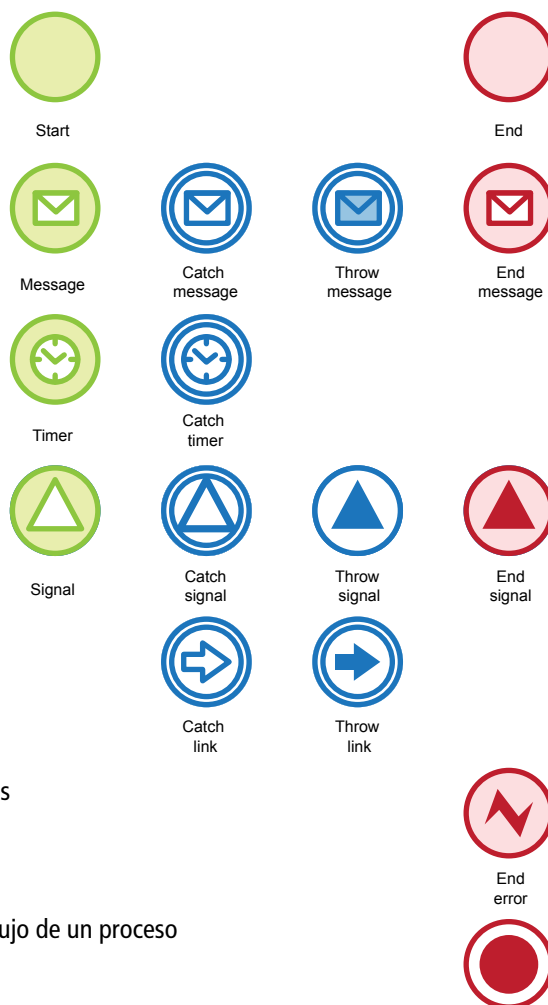 Start
End
Message
Catch
message
Throw
message
End
message
Timer
Catch
timer
Signal
Catch
signal
Throw
signal
End
signal
Catch
link
Throw
link
s
End
error
ujo de un proceso